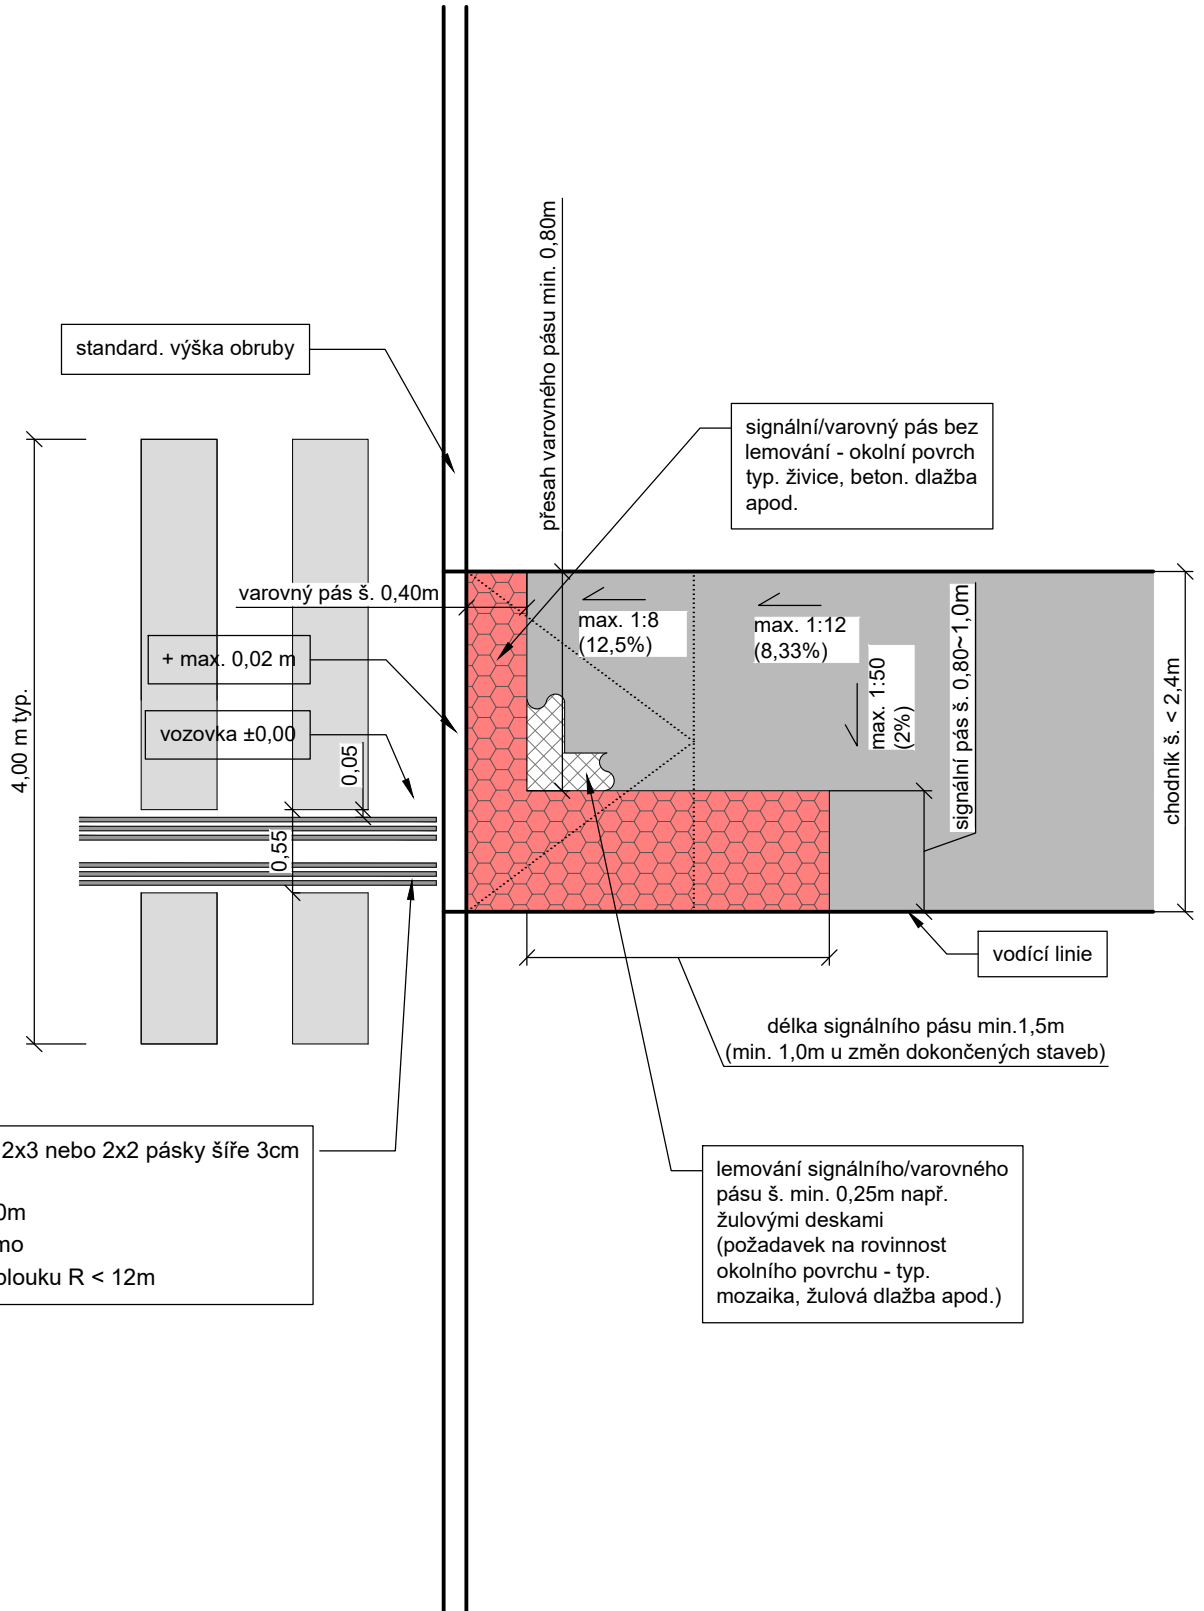 přesah varovného pásu min. 0,80m
standard. výška obruby
signální/varovný pás bez
lemování - okolní povrch
typ. živice, beton. dlažba
apod.
4,00 m typ.
varovný pás š. 0,40m
+ max. 0,02 m
vozovka ±0,00
0,05
0,55
max. 1:8
(12,5%)
max. 1:12
(8,33%)
max. 1:50
(2%)
signální pás š. 0,80~1,0m
chodník š. < 2,4m
vodící linie
délka signálního pásu min.1,5m
(min. 1,0m u změn dokončených staveb)
2x3 nebo 2x2 pásky šíře 3cm
0m
mo
blouku R < 12m
lemování signálního/varovného
pásu š. min. 0,25m např.
žulovými deskami
(požadavek na rovinnost
okolního povrchu - typ.
mozaika, žulová dlažba apod.)